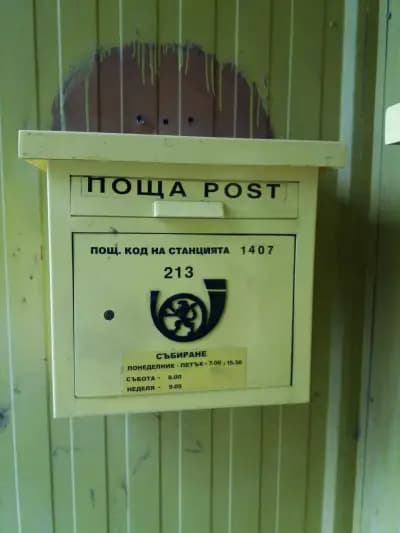 ПОЩА POST
ПОЩ. КОД НА СТАНЦИЯТА 1407
213
СЪБИРАНЕ
ПОНЕДЕЛНИК - ПЕТЪК - 7.00 ; 15.30
СЪБОТА - 8.00
НЕДЕЛЯ - 9.00